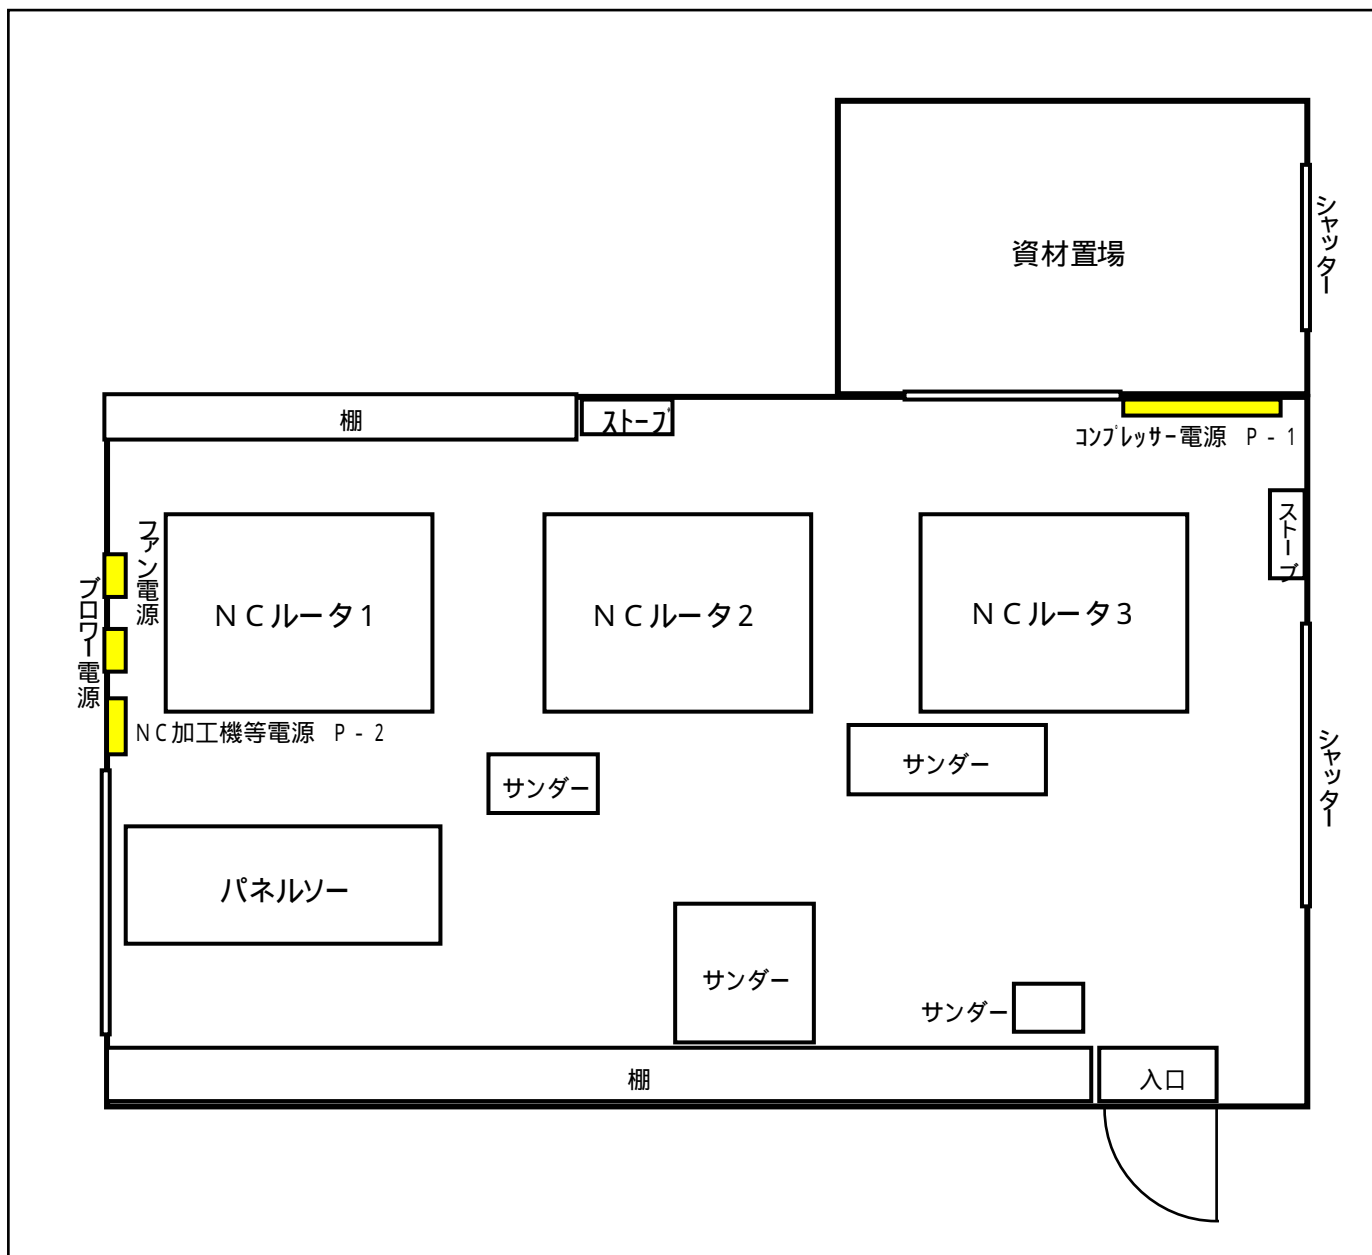 資材置場
シャッター
棚
ストーブ
コンプレッサー電源 P-1
ストーブ
ファン電源
ブロワー電源
NCルータ1
NCルータ2
NCルータ3
NC加工機等電源 P-2
サンダー
サンダー
シャッター
パネルソー
サンダー
サンダー
棚
入口